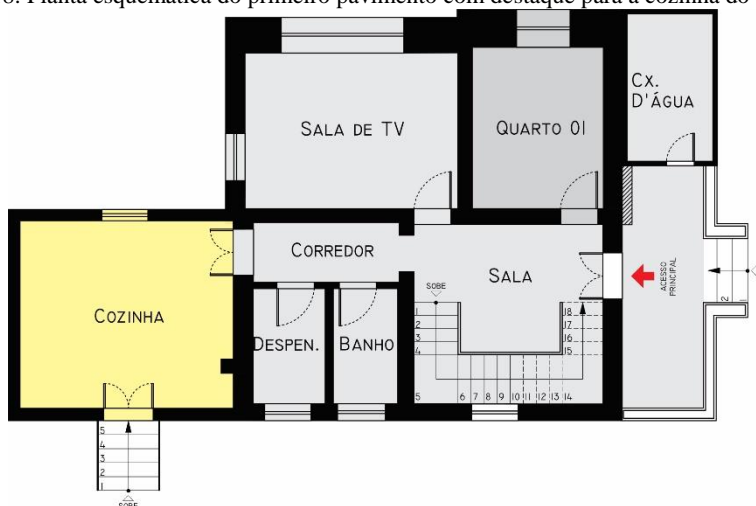 o. Planta esquemática do primeiro pavimento com destaque para a cozinha do
CX.
D'ÁGUA
SALA DE TV
QUARTO 01
CORREDOR
SALA
ACESSO
PRINCIPAL
2
1
COZINHA
DESPEN.
BANHO
SOBE
1
2
3
4
5
6 7 8 9 10 11 12 13 14
15
16
17
18
5
4
3
2
1
SOBE